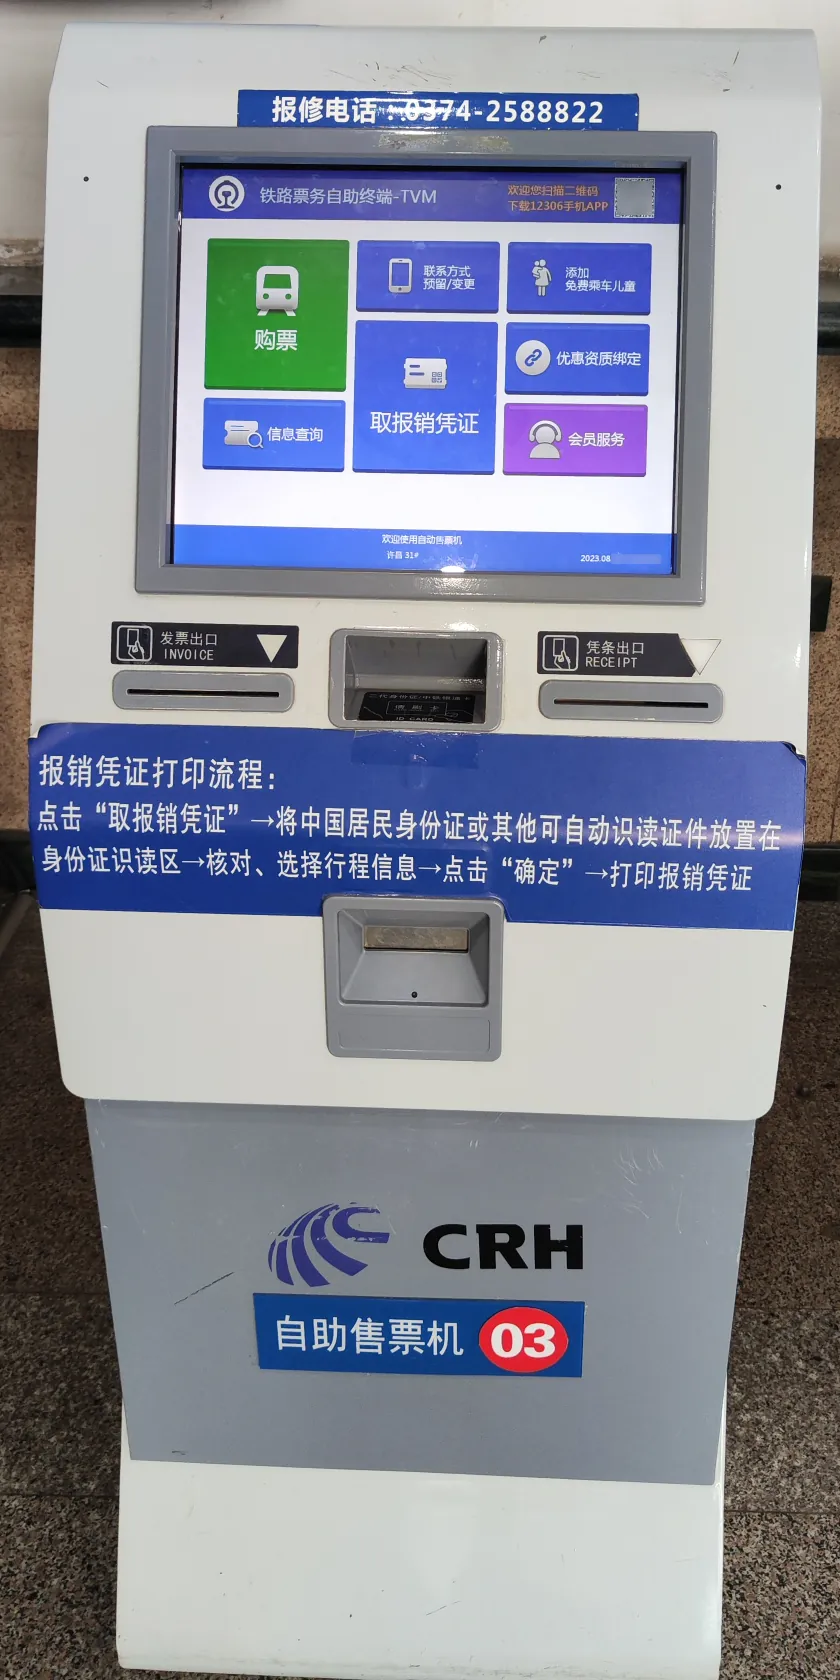 报修电话：0374-2588822
铁路票务自助终端-TVM
欢迎您扫描二维码
下载12306手机APP
购票
联系方式
预留/变更
添加
免费乘车儿童
取报销凭证
优惠资质绑定
信息查询
会员服务
欢迎使用自动售票机
许昌 31#
2023.08
发票出口
INVOICE
凭条出口
RECEIPT
请刷卡
ID CARD
报销凭证打印流程：
点击“取报销凭证”→将中国居民身份证或其他可自动识读证件放置在
身份证识读区→核对、选择行程信息→点击“确定”→打印报销凭证
CRH
自助售票机 03